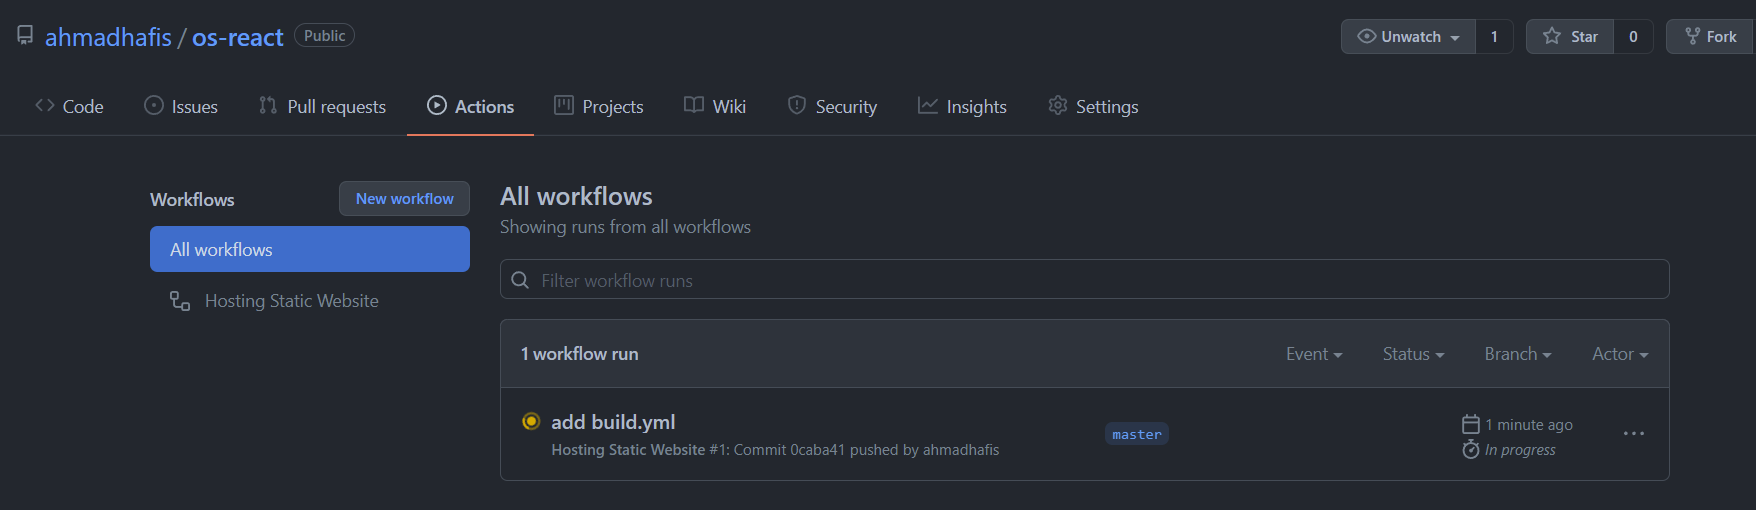 ahmadhafis / os-react Public Unwatch 1 Star 0 Fork
Code Issues Pull requests Actions Projects Wiki Security Insights Settings
Workflows New workflow
All workflows
Hosting Static Website
All workflows
Showing runs from all workflows
Filter workflow runs
1 workflow run Event Status Branch Actor
add build.yml master 1 minute ago
Hosting Static Website #1: Commit 0caba41 pushed by ahmadhafis In progress